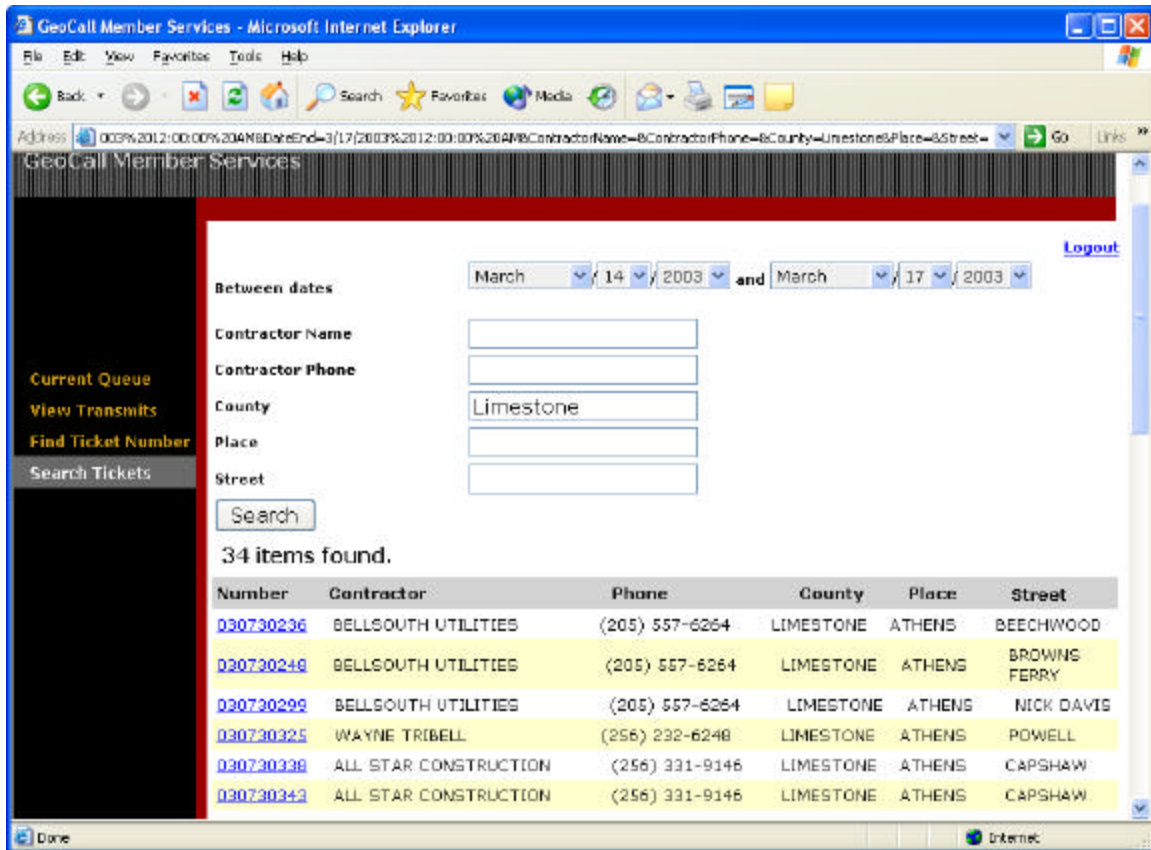 GeoCall Member Services - Microsoft Internet Explorer
File Edit View Favorites Tools Help
Back Search Favorites Media
Address 003%2012:00:00%20AM&DateEnd=3/17/2003%2012:00:00%20AM&ContractorName=&ContractorPhone=&County=Limestone&Place=&Street= Go Links »
GeoCall Member Services
Logout
Between dates March / 14 / 2003 and March / 17 / 2003
Contractor Name
Contractor Phone
Current Queue
View Transmits
Find Ticket Number
Search Tickets
County Limestone
Place
Street
Search
34 items found.
Number Contractor Phone County Place Street
030730236 BELLSOUTH UTILITIES (205) 557-6264 LIMESTONE ATHENS BEECHWOOD
030730248 BELLSOUTH UTILITIES (205) 557-6264 LIMESTONE ATHENS BROWNS FERRY
030730299 BELLSOUTH UTILITIES (205) 557-6264 LIMESTONE ATHENS NICK DAVIS
030730325 WAYNE TRIBELL (256) 232-6248 LIMESTONE ATHENS POWELL
030730338 ALL STAR CONSTRUCTION (256) 331-9146 LIMESTONE ATHENS CAPSHAW
030730343 ALL STAR CONSTRUCTION (256) 331-9146 LIMESTONE ATHENS CAPSHAW
Done Internet